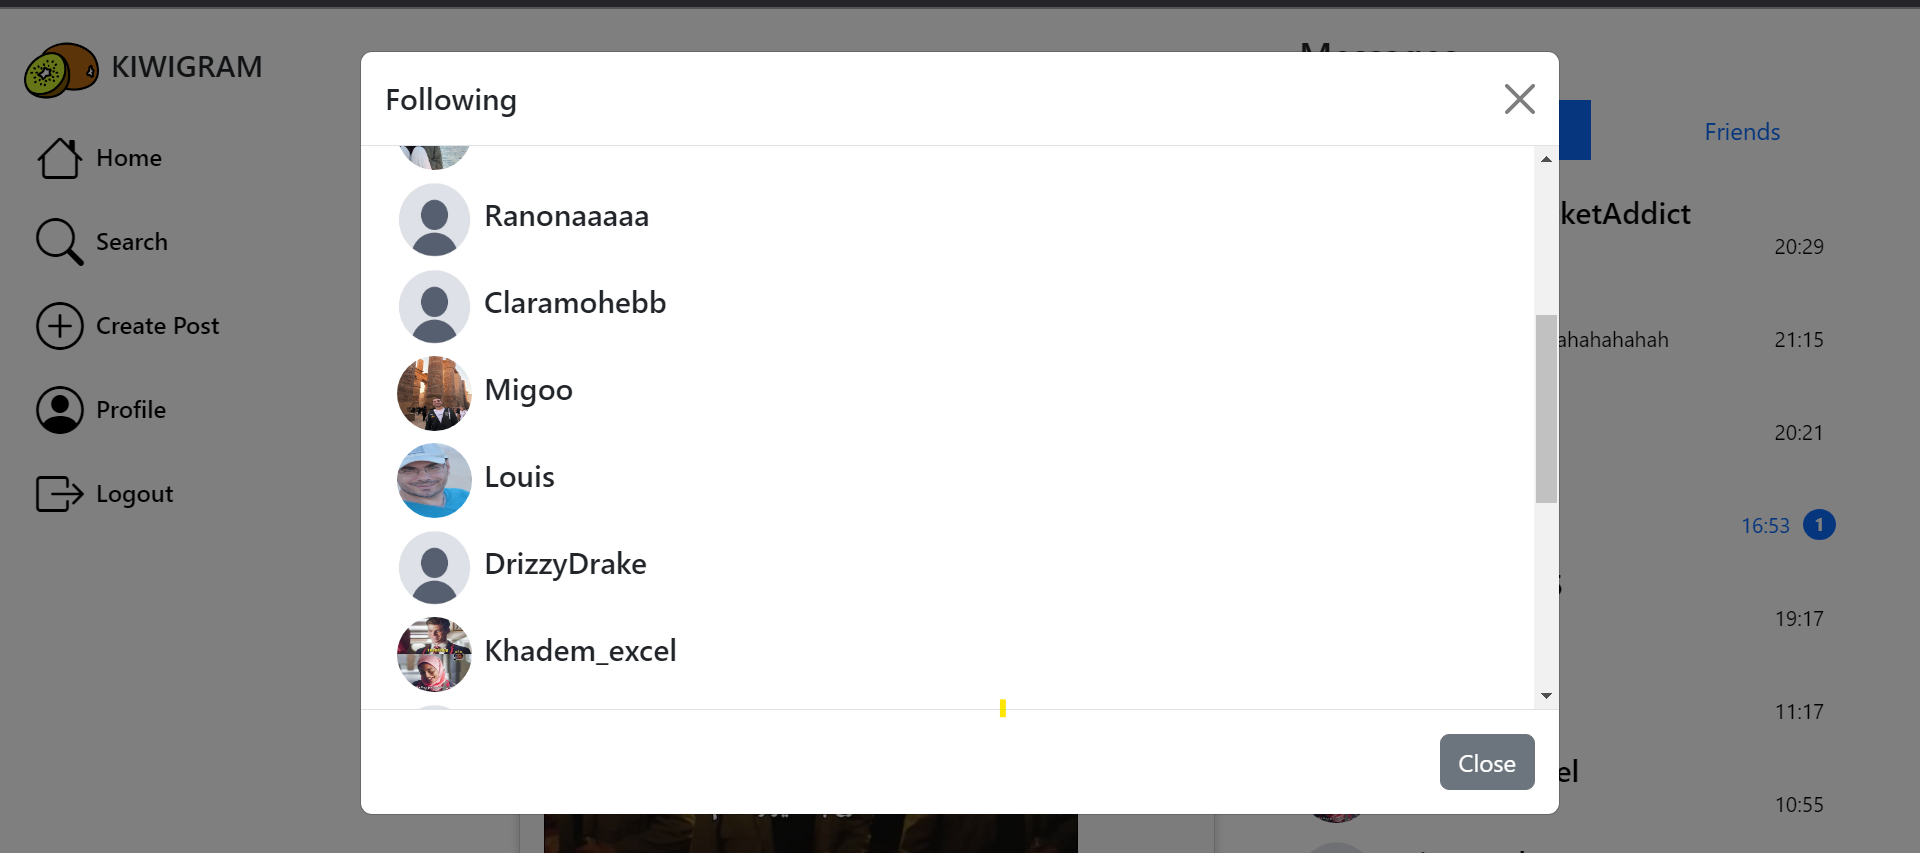 KIWIGRAM
Home
Search
Create Post
Profile
Logout
Following
Ranonaaaaa
Claramohebb
Migoo
Louis
DrizzyDrake
Khadem_excel
Close
Messages
Friends
ketAddict
20:29
ahahahahah
21:15
20:21
16:53 1
19:17
11:17
el
10:55